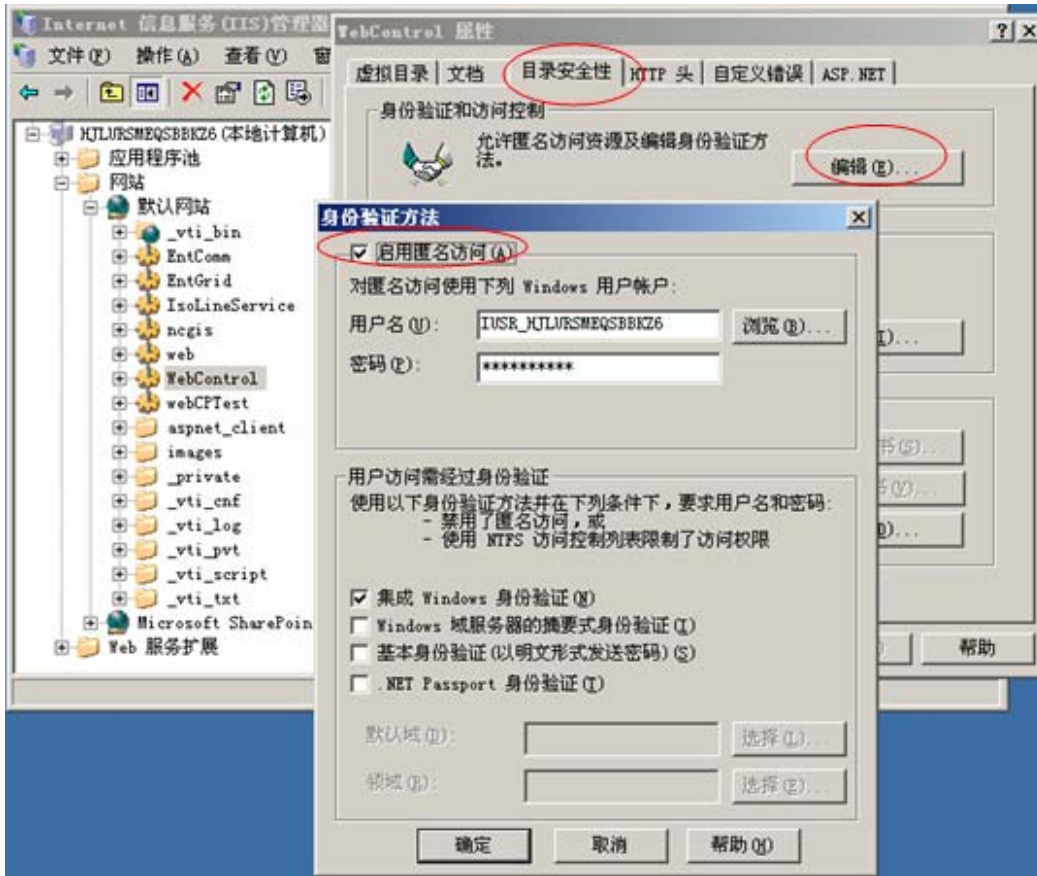 Internet 信息服务(IIS)管理器
文件(F) 操作(A) 查看(V) 窗
HJLURSMEQSBBKZ6(本地计算机)
应用程序池
网站
默认网站
_vti_bin
EntComm
EntGrid
IsoLineService
ncgis
web
WebControl
webCPTest
aspnet_client
images
_private
_vti_cnf
_vti_log
_vti_pvt
_vti_script
_vti_txt
Microsoft SharePoin
Web 服务扩展
WebControl 属性
虚拟目录 文档 目录安全性 HTTP 头 自定义错误 ASP.NET
身份验证和访问控制
允许匿名访问资源及编辑身份验证方
法。
编辑(E)...
I)...
书(S)...
(V)...
D)...
帮助
身份验证方法
启用匿名访问(A)
对匿名访问使用下列 Windows 用户帐户:
用户名(U): IUSR_HJLURSMEQSBBKZ6 浏览(B)...
密码(P): **********
用户访问需经过身份验证
使用以下身份验证方法并在下列条件下，要求用户名和密码:
- 禁用了匿名访问，或
- 使用 NTFS 访问控制列表限制了访问权限
集成 Windows 身份验证(N)
Windows 域服务器的摘要式身份验证(I)
基本身份验证(以明文形式发送密码)(S)
.NET Passport 身份验证(T)
默认域(D): 选择(L)...
领域(R): 选择(E)...
确定 取消 帮助(H)